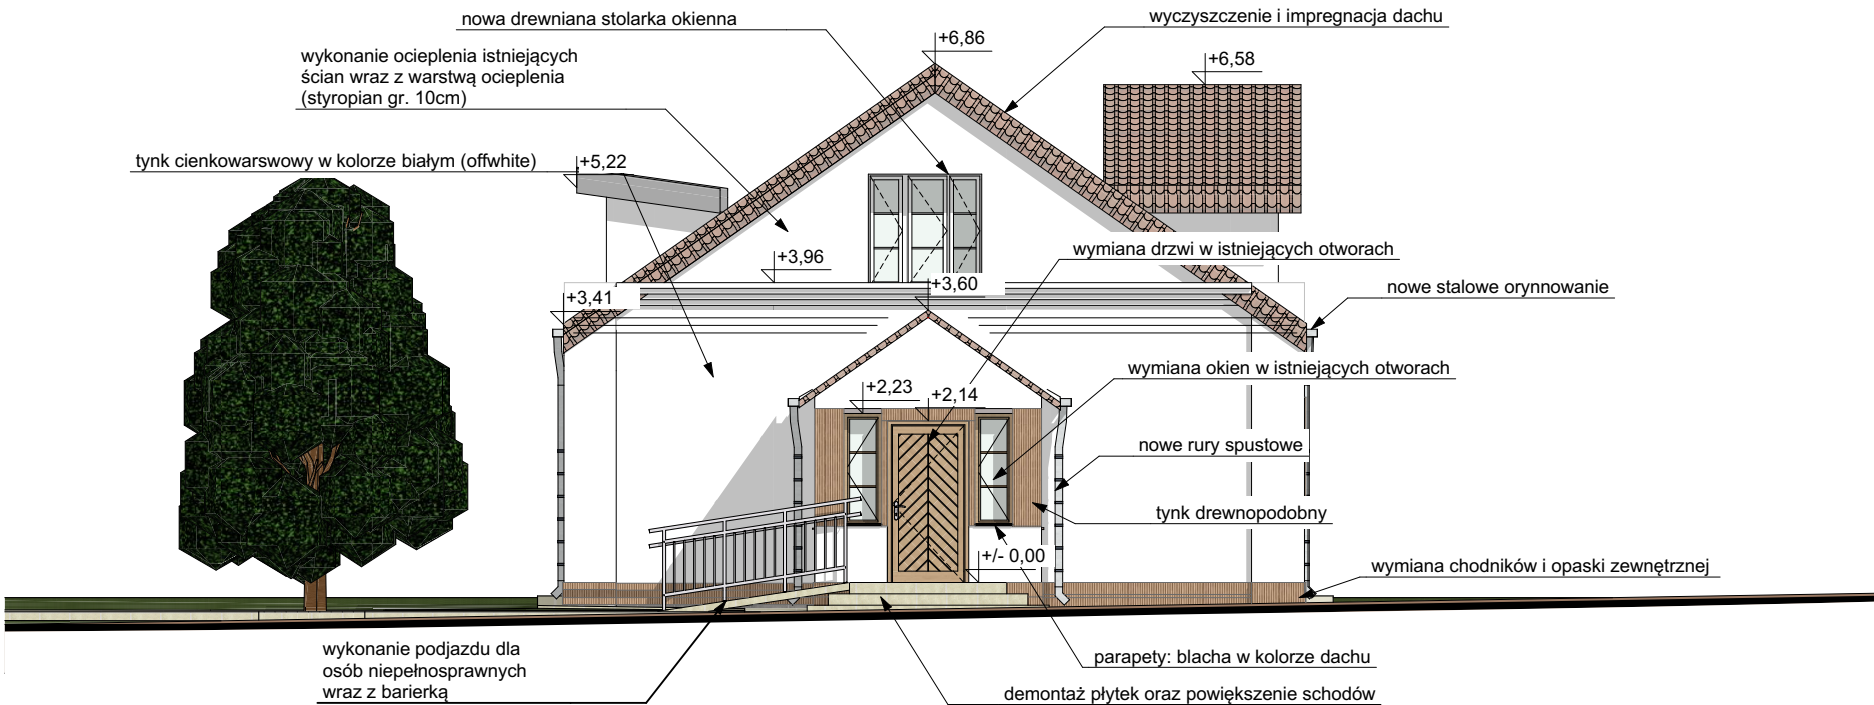 nowa drewniana stolarka okienna
wyczyszczenie i impregnacja dachu
+6,86
wykonanie ocieplenia istniejących
ścian wraz z warstwą ocieplenia
(styropian gr. 10cm)
+6,58
tynk cienkowarswowy w kolorze białym (offwhite)
+5,22
wymiana drzwi w istniejących otworach
+3,96
+3,60
nowe stalowe orynnowanie
+3,41
wymiana okien w istniejących otworach
+2,23
+2,14
nowe rury spustowe
tynk drewnopodobny
+/- 0,00
wymiana chodników i opaski zewnętrznej
wykonanie podjazdu dla
osób niepełnosprawnych
wraz z barierką
parapety: blacha w kolorze dachu
demontaż płytek oraz powiększenie schodów